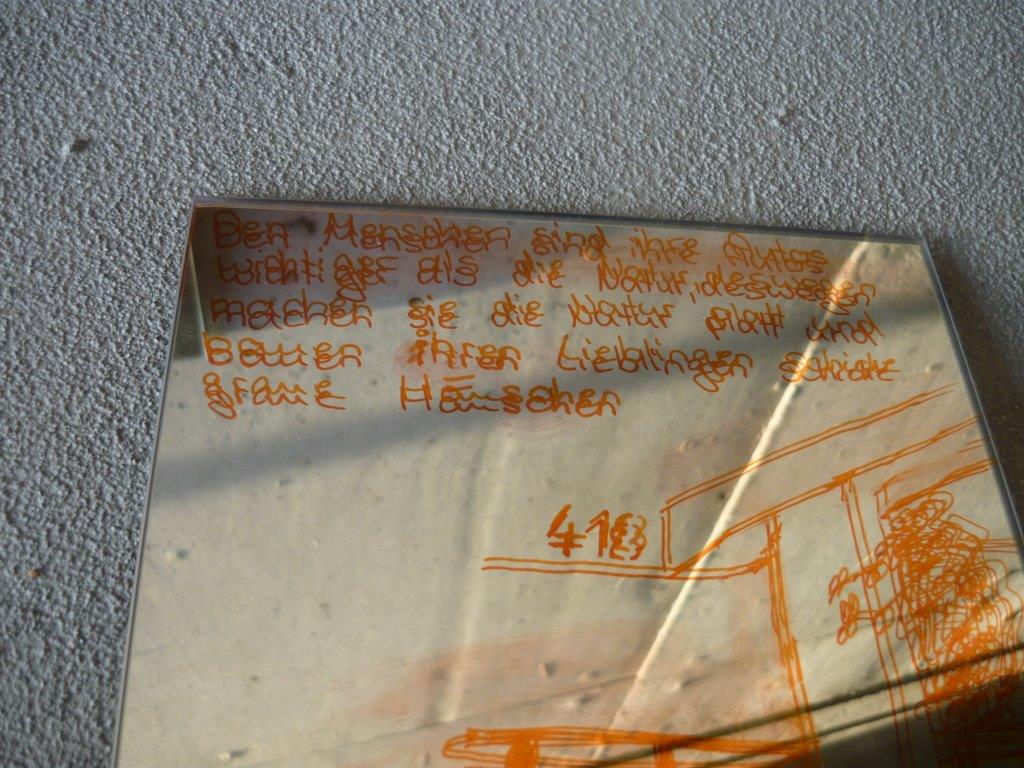 Den Menschen sind ihre Autos
wichtiger als die Natur, deswegen
machen sie die Natur platt und
bauen ihren Lieblingen schicke
graue Häuschen